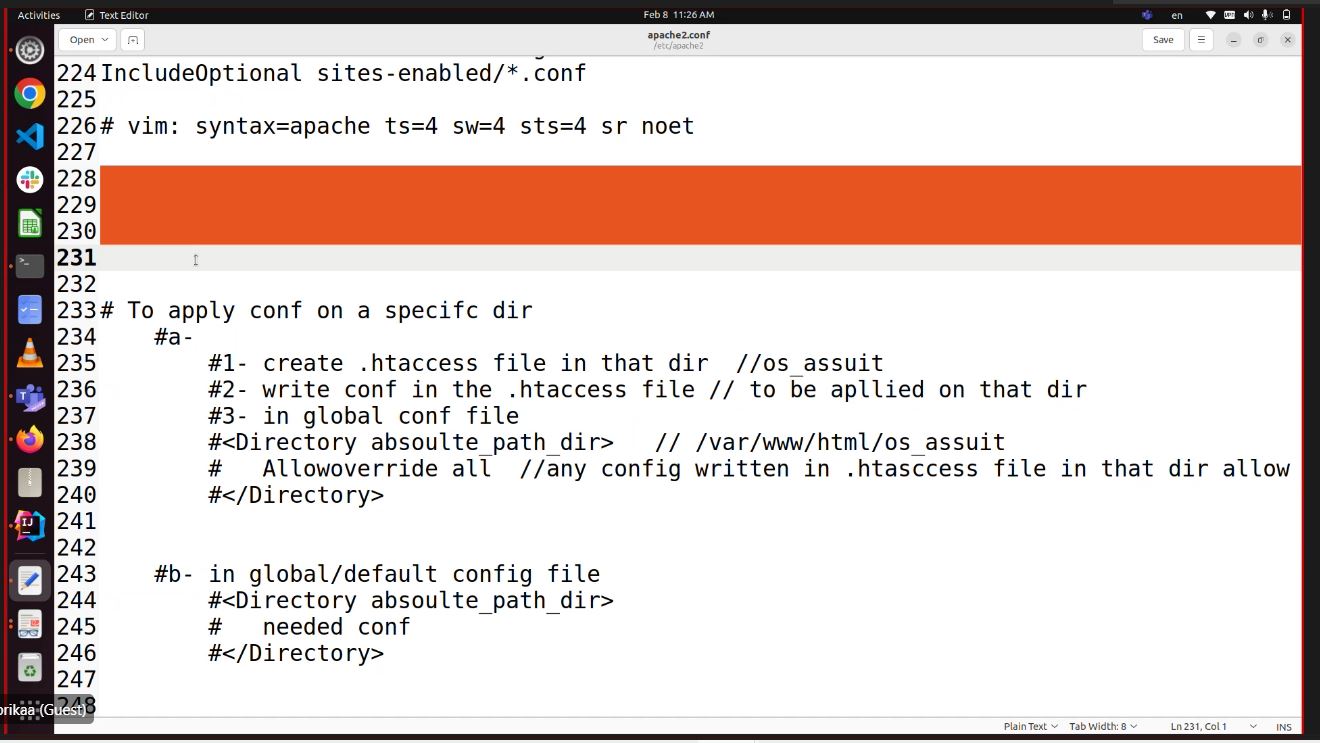 Activities Text Editor Feb 8 11:26 AM en
Open apache2.conf Save
/etc/apache2
224 IncludeOptional sites-enabled/*.conf
225
226 # vim: syntax=apache ts=4 sw=4 sts=4 sr noet
227
228
229
230
231
232
233 # To apply conf on a specifc dir
234 #a-
235 #1- create .htaccess file in that dir //os_assuit
236 #2- write conf in the .htaccess file // to be apllied on that dir
237 #3- in global conf file
238 #<Directory absoulte_path_dir> // /var/www/html/os_assuit
239 # Allowoverride all //any config written in .htasccess file in that dir allow
240 #</Directory>
241
242
243 #b- in global/default config file
244 #<Directory absoulte_path_dir>
245 # needed conf
246 #</Directory>
247
248
orikaa (Guest)
Plain Text Tab Width: 8 Ln 231, Col 1 INS